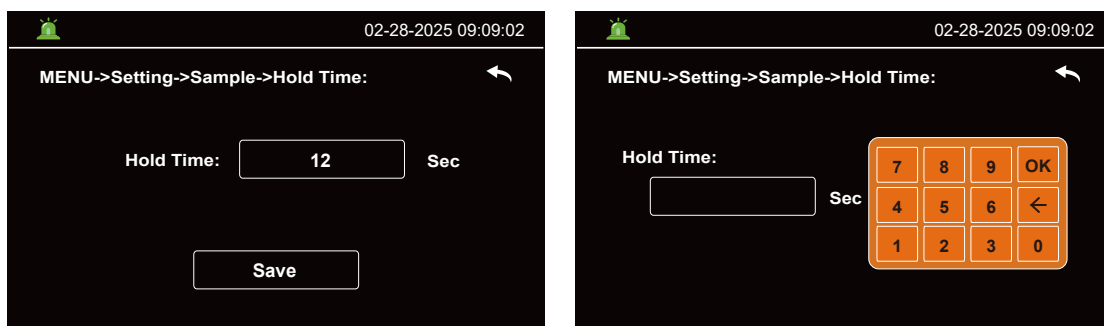 02-28-2025 09:09:02
MENU->Setting->Sample->Hold Time:
Hold Time: 12 Sec
Save
02-28-2025 09:09:02
MENU->Setting->Sample->Hold Time:
Hold Time:
Sec
7 8 9 OK
4 5 6 ←
1 2 3 0